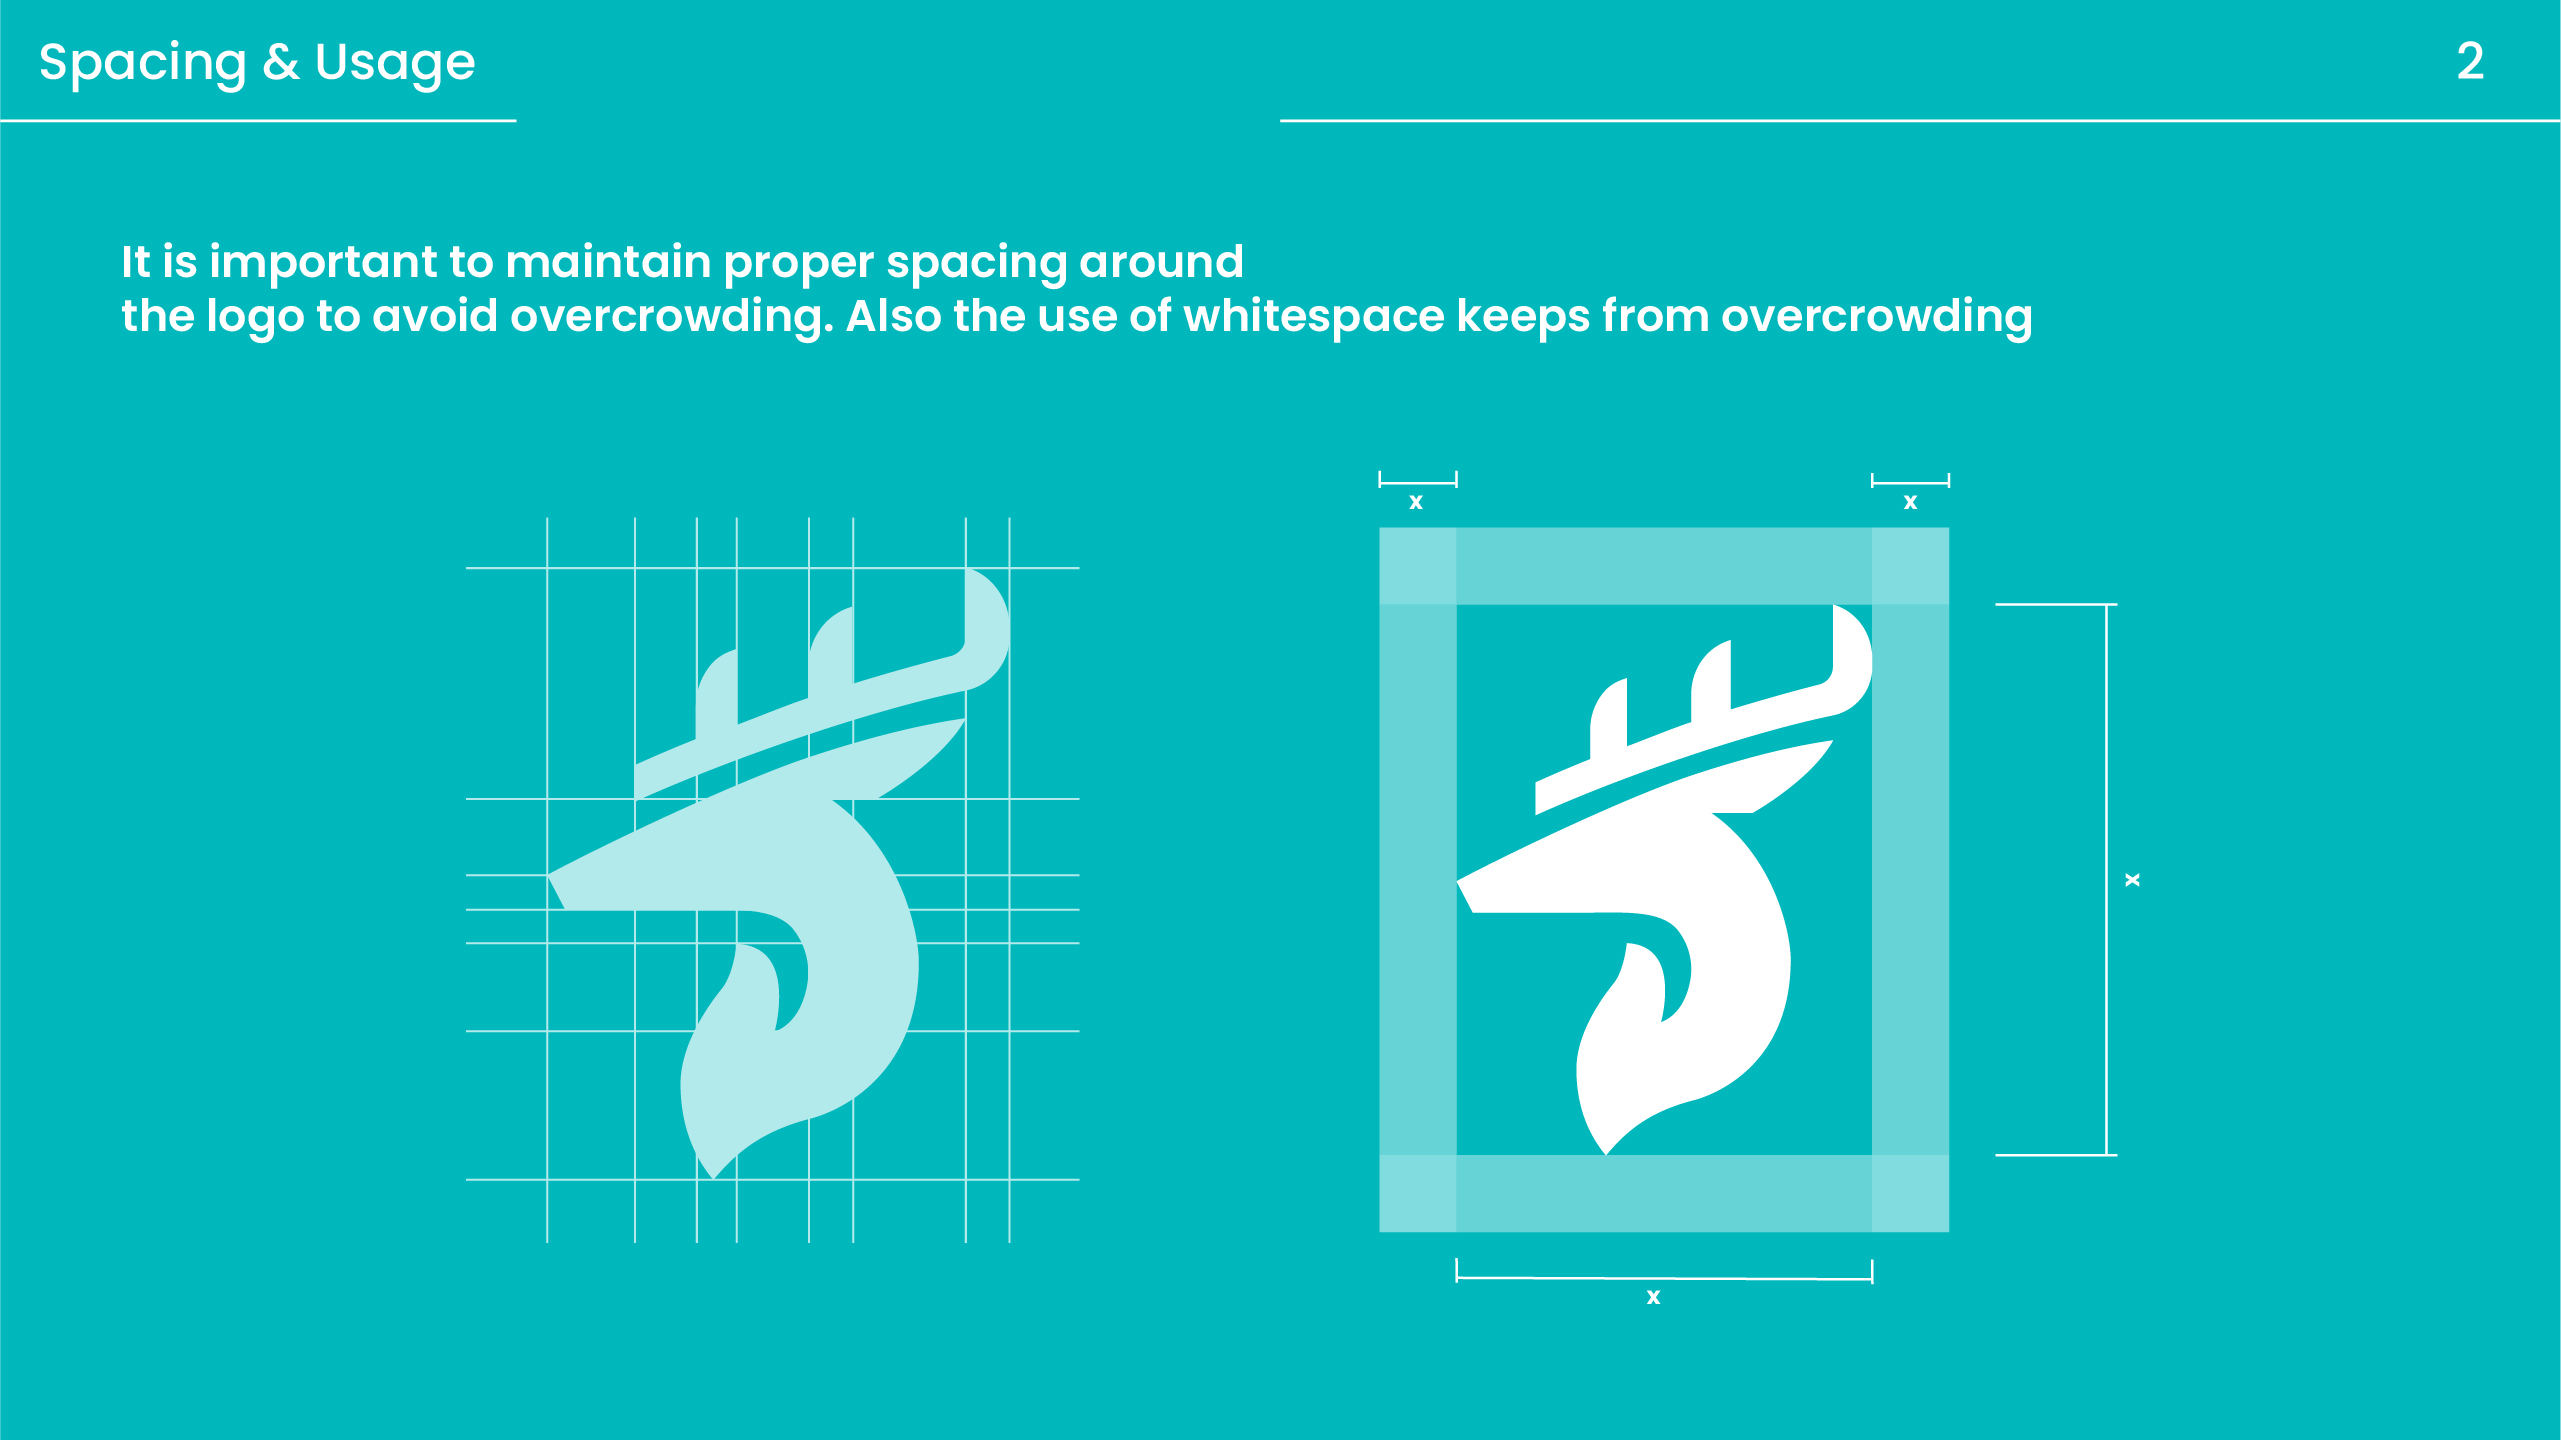 Spacing & Usage
2
It is important to maintain proper spacing around
the logo to avoid overcrowding. Also the use of whitespace keeps from overcrowding
x
x
x
x